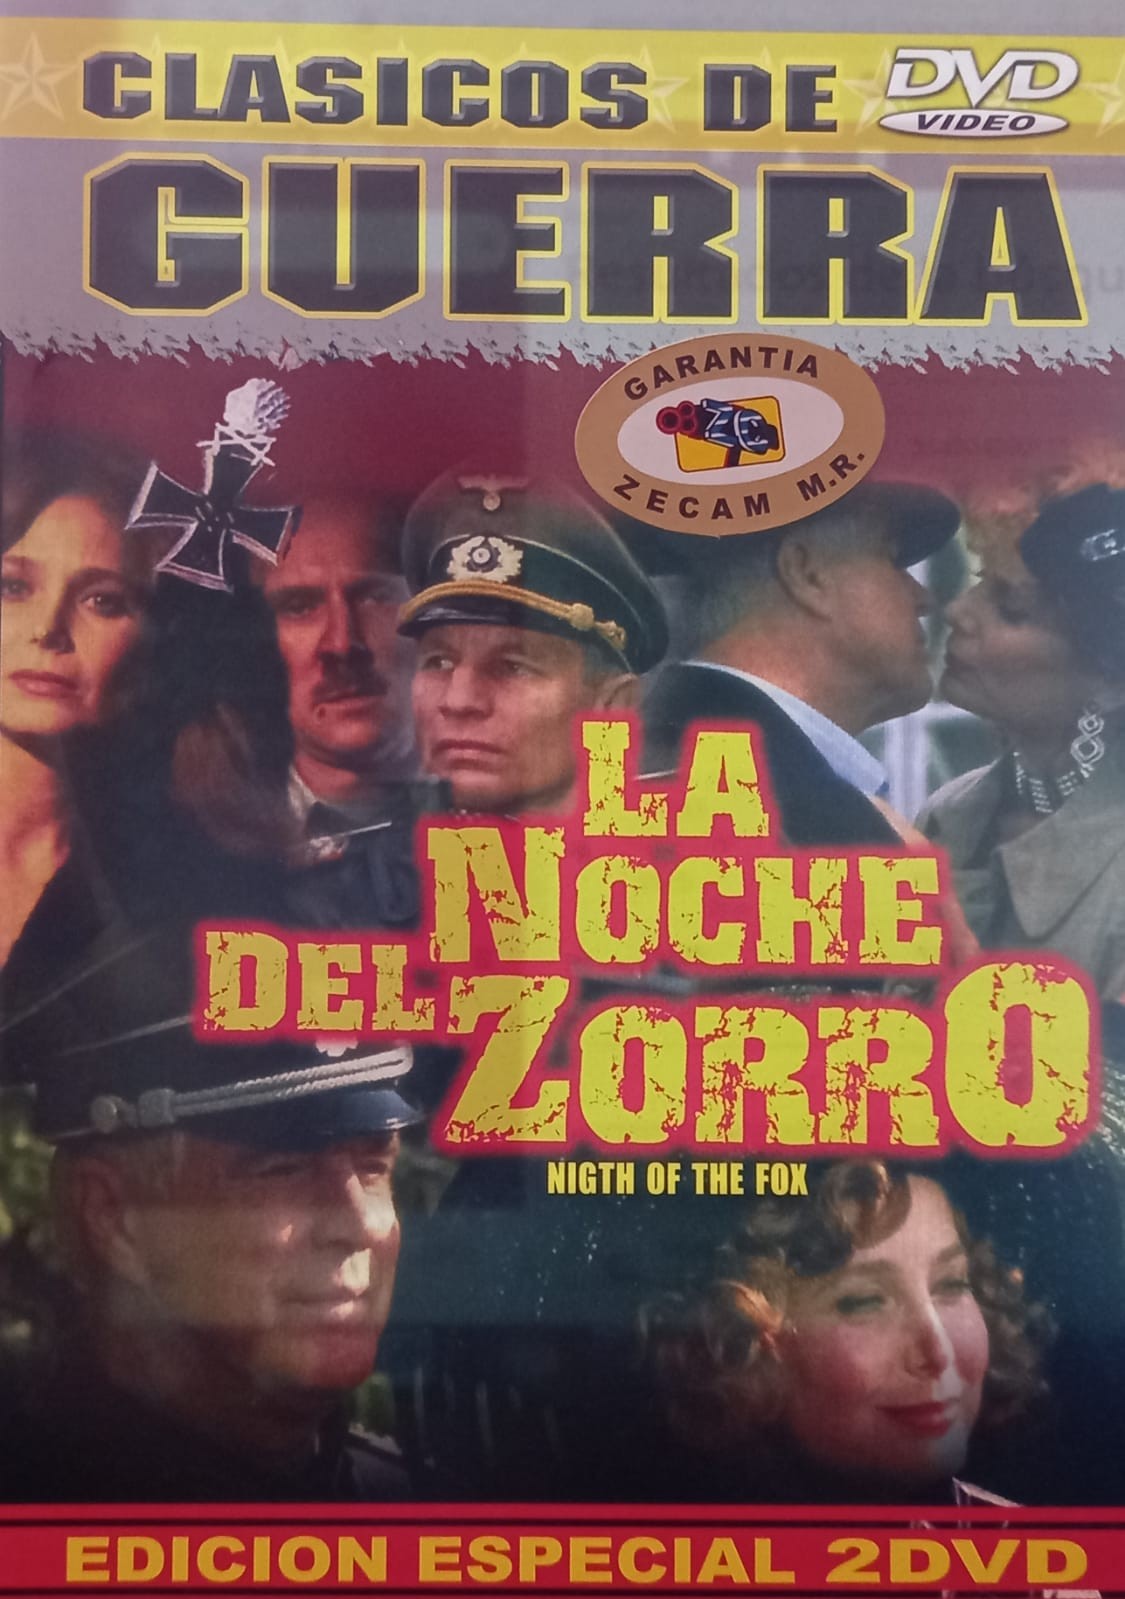 CLASICOS DE
DVD
VIDEO
GUERRA
GARANTIA
ZECAM M.R.
LA
NOCHE
DEL ZORRO
NIGTH OF THE FOX
EDICION ESPECIAL 2DVD